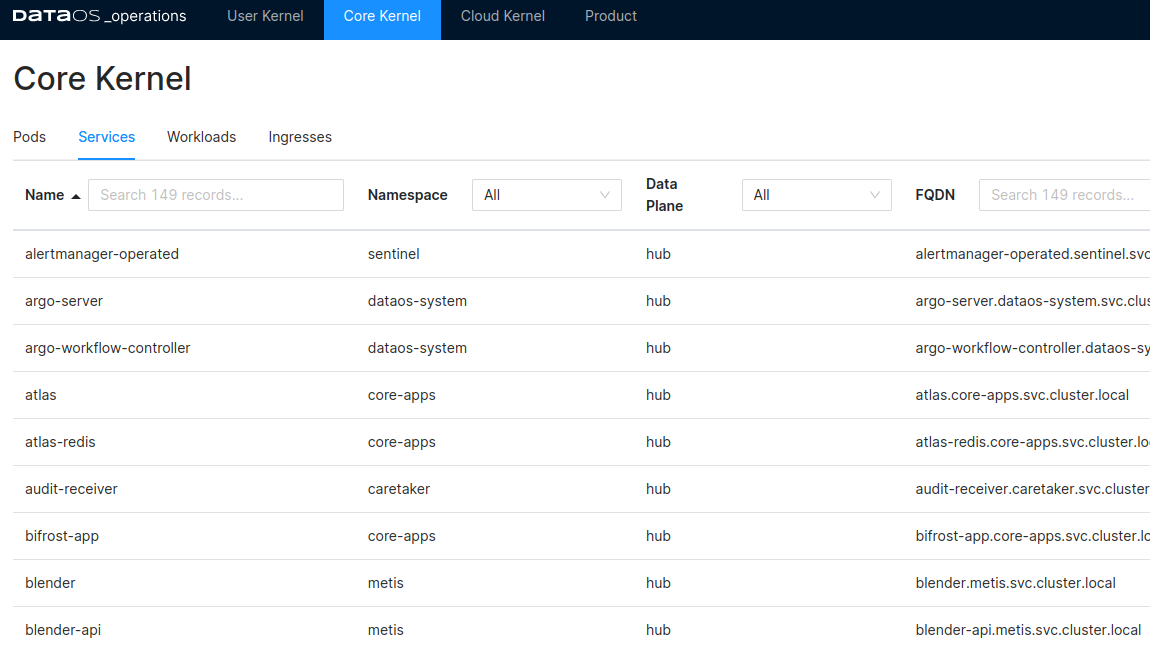 DATAOS _operations User Kernel Core Kernel Cloud Kernel Product
Core Kernel
Pods Services Workloads Ingresses
Name Search 149 records... Namespace All Data Plane All FQDN Search 149 records...
alertmanager-operated sentinel hub alertmanager-operated.sentinel.svc
argo-server dataos-system hub argo-server.dataos-system.svc.clus
argo-workflow-controller dataos-system hub argo-workflow-controller.dataos-sy
atlas core-apps hub atlas.core-apps.svc.cluster.local
atlas-redis core-apps hub atlas-redis.core-apps.svc.cluster.lo
audit-receiver caretaker hub audit-receiver.caretaker.svc.cluster
bifrost-app core-apps hub bifrost-app.core-apps.svc.cluster.lo
blender metis hub blender.metis.svc.cluster.local
blender-api metis hub blender-api.metis.svc.cluster.local